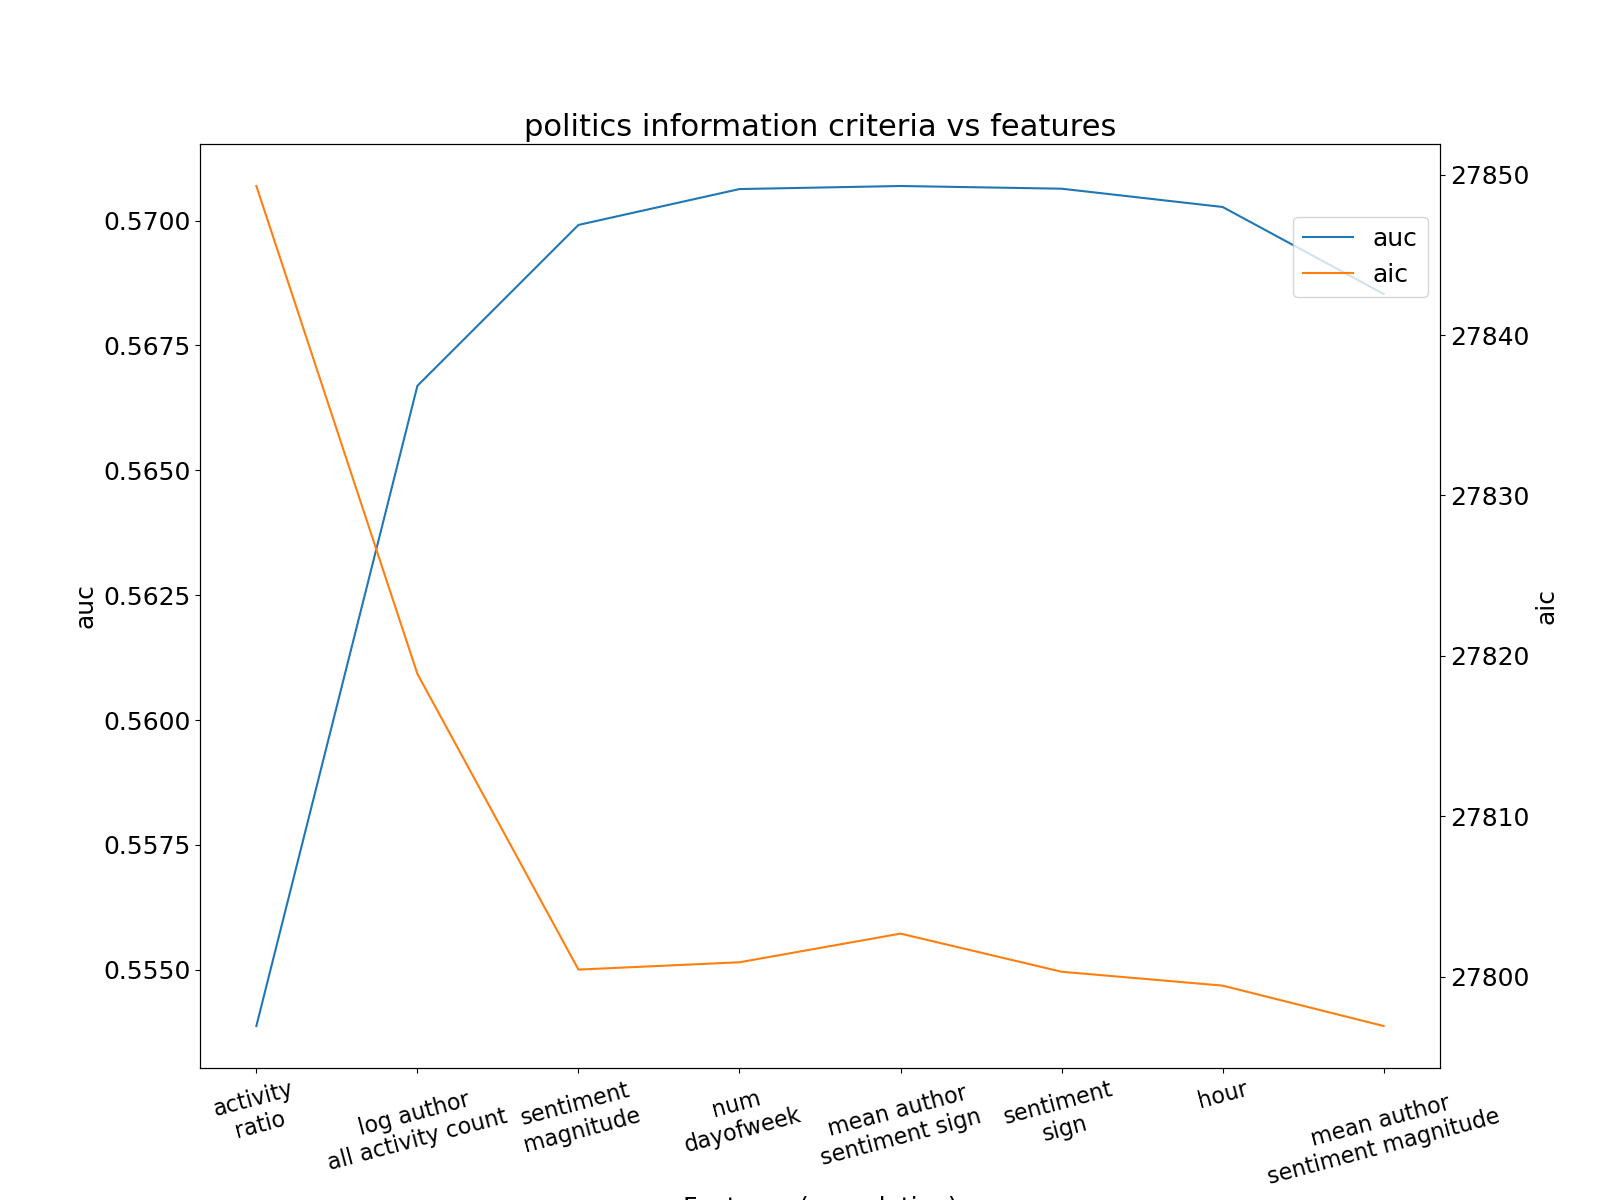 politics information criteria vs features
0.5700
0.5675
0.5650
0.5625
0.5600
0.5575
0.5550
auc
27850
27840
27830
27820
27810
27800
aic
auc
aic
activity
ratio
log author
all activity count
sentiment
magnitude
num
dayofweek
mean author
sentiment sign
sentiment
sign
hour
mean author
sentiment magnitude